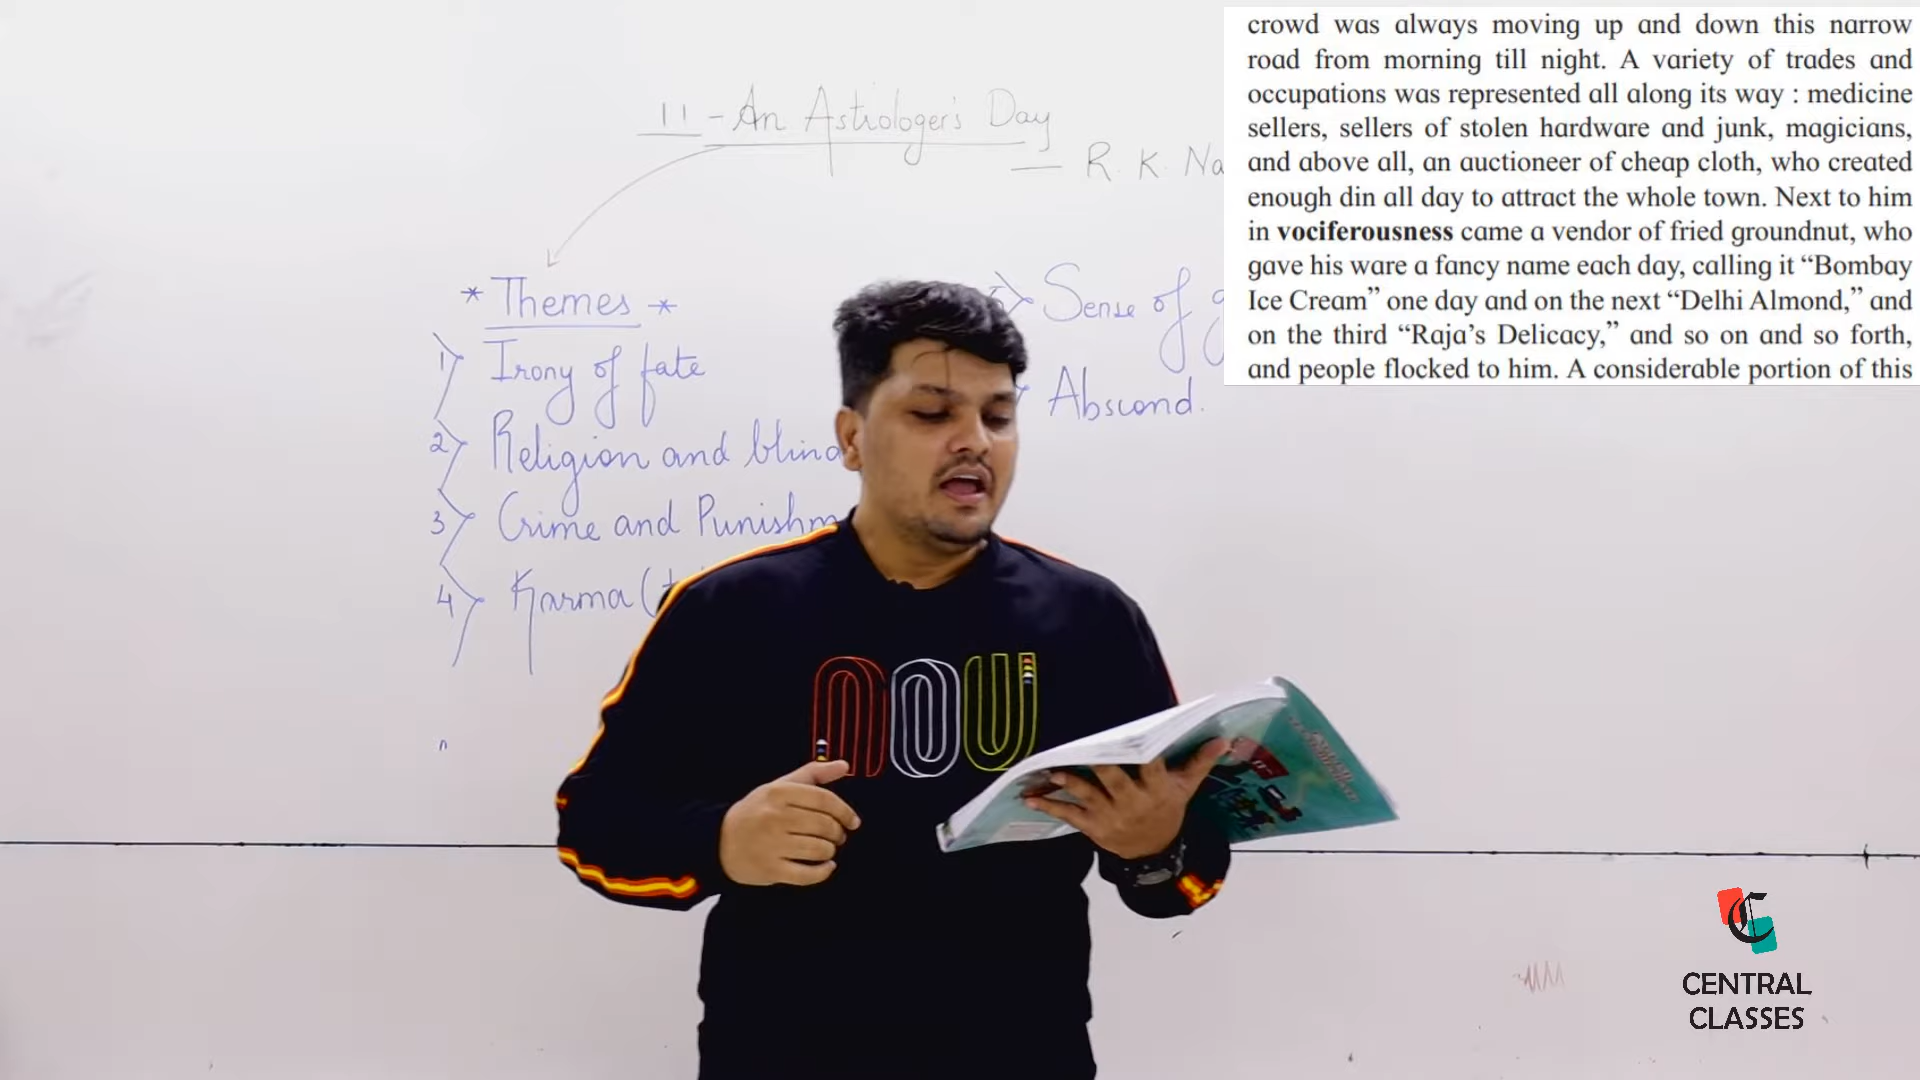 11 - An Astrologer's Day
— R. K. Na
* Themes *
1) Irony of fate
2) Religion and blind
3) Crime and Punishm
4) Karma (
Sense of g
Abscond.
crowd was always moving up and down this narrow
road from morning till night. A variety of trades and
occupations was represented all along its way : medicine
sellers, sellers of stolen hardware and junk, magicians,
and above all, an auctioneer of cheap cloth, who created
enough din all day to attract the whole town. Next to him
in vociferousness came a vendor of fried groundnut, who
gave his ware a fancy name each day, calling it “Bombay
Ice Cream” one day and on the next “Delhi Almond,” and
on the third “Raja’s Delicacy,” and so on and so forth,
and people flocked to him. A considerable portion of this
nou
CENTRAL
CLASSES